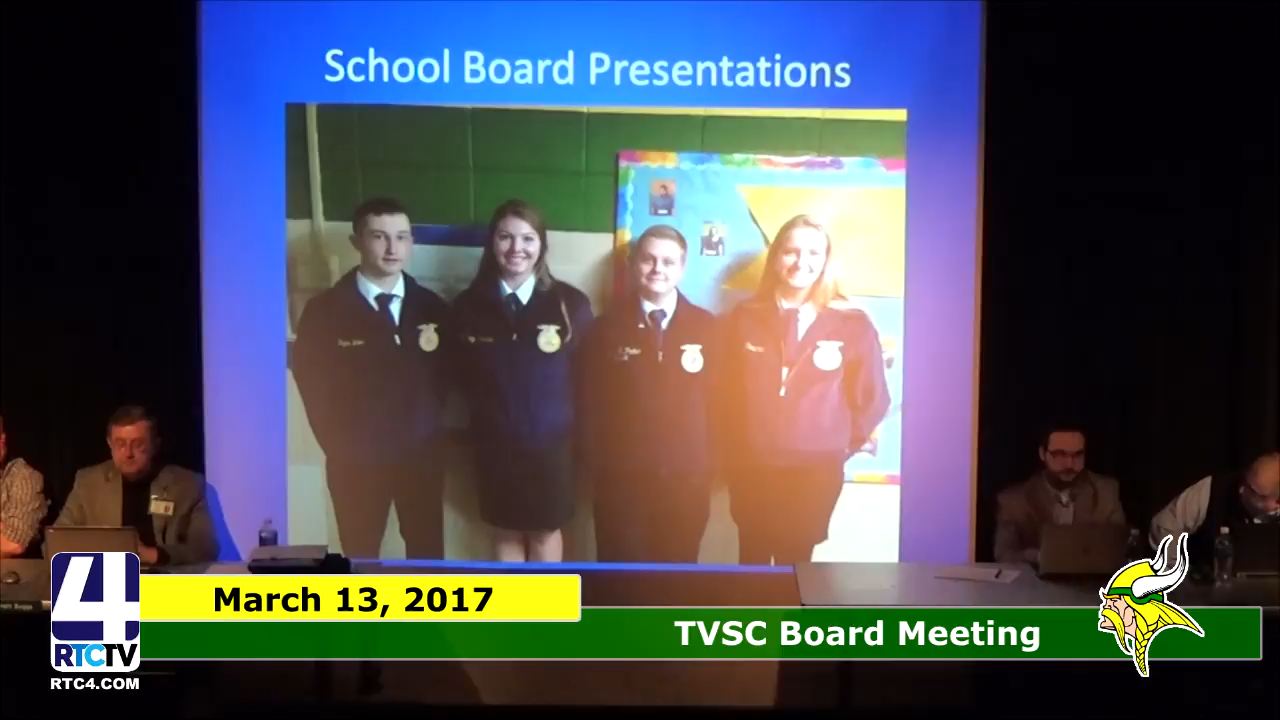 School Board Presentations
March 13, 2017
TVSC Board Meeting
4
RTCTV
RTC4.COM